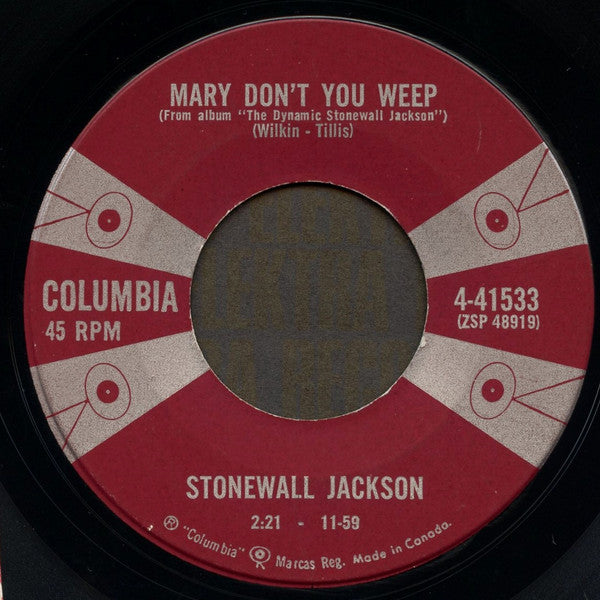 MARY DON'T YOU WEEP
(From album "The Dynamic Stonewall Jackson")
(Wilkin - Tillis)
COLUMBIA
45 RPM
4-41533
(ZSP 48919)
STONEWALL JACKSON
2:21 - 11-59
® "Columbia" Marcas Reg. Made in Canada.